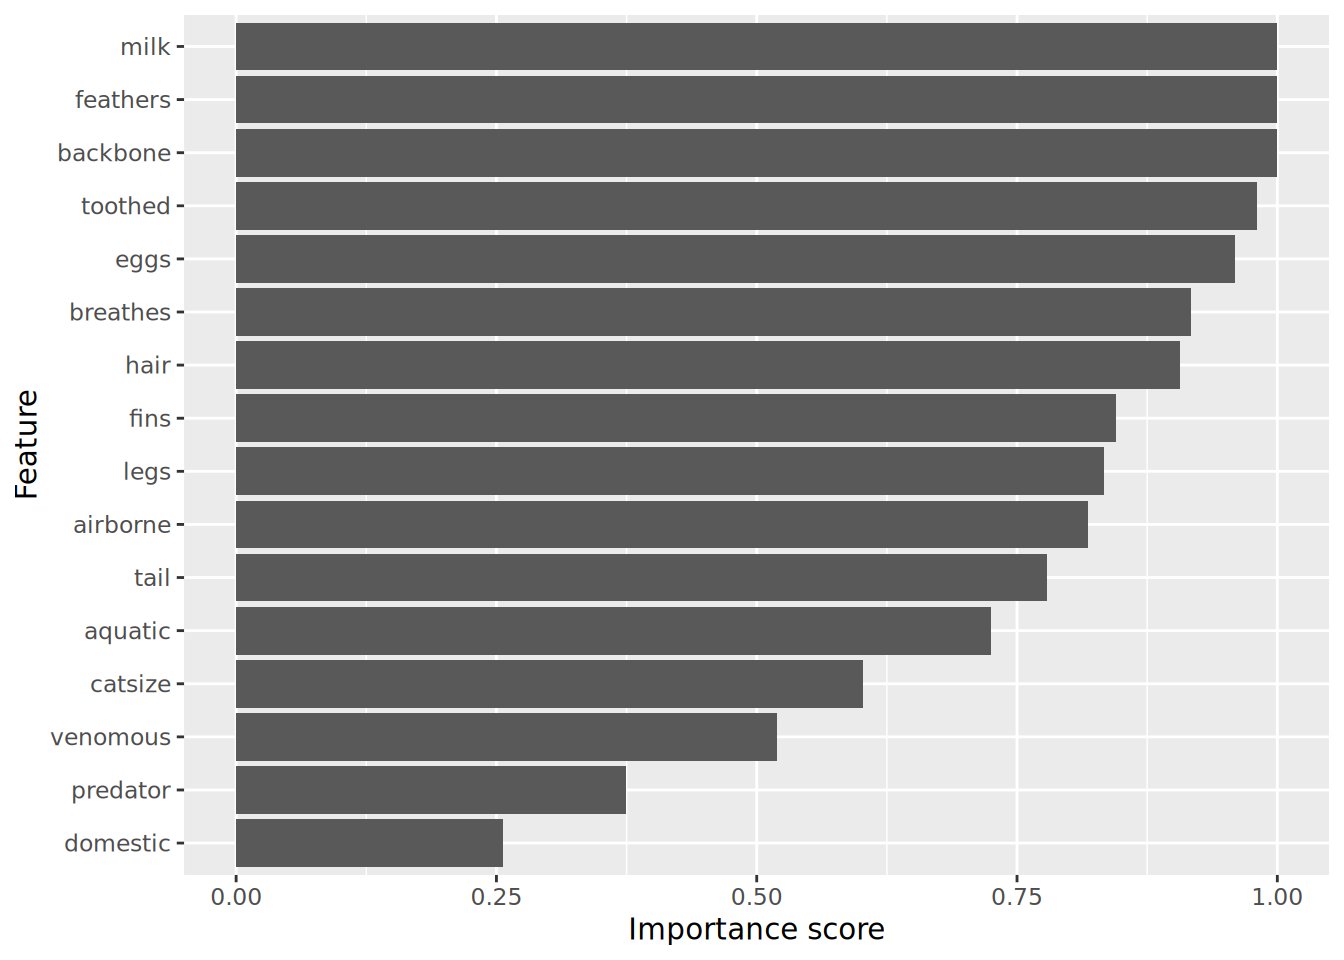 Feature
milk
feathers
backbone
toothed
eggs
breathes
hair
fins
legs
airborne
tail
aquatic
catsize
venomous
predator
domestic
0.00 0.25 0.50 0.75 1.00
Importance score